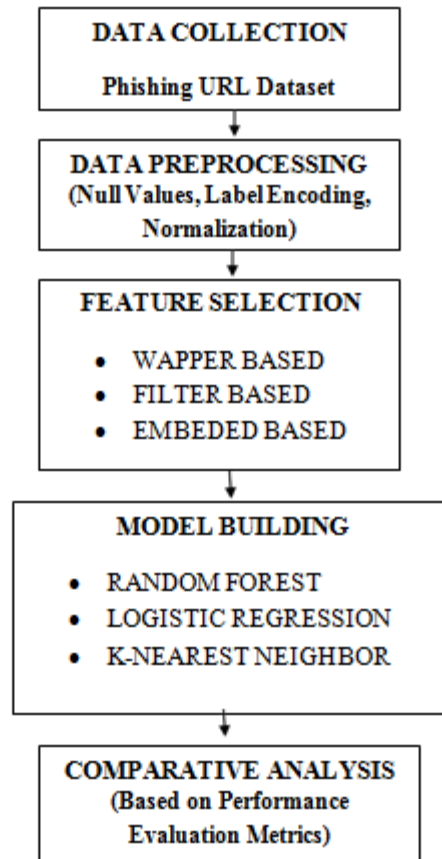 DATA COLLECTION
Phishing URL Dataset
DATA PREPROCESSING
(Null Values, Label Encoding,
Normalization)
FEATURE SELECTION
• WAPPER BASED
• FILTER BASED
• EMBEDED BASED
MODEL BUILDING
• RANDOM FOREST
• LOGISTIC REGRESSION
• K-NEAREST NEIGHBOR
COMPARATIVE ANALYSIS
(Based on Performance
Evaluation Metrics)